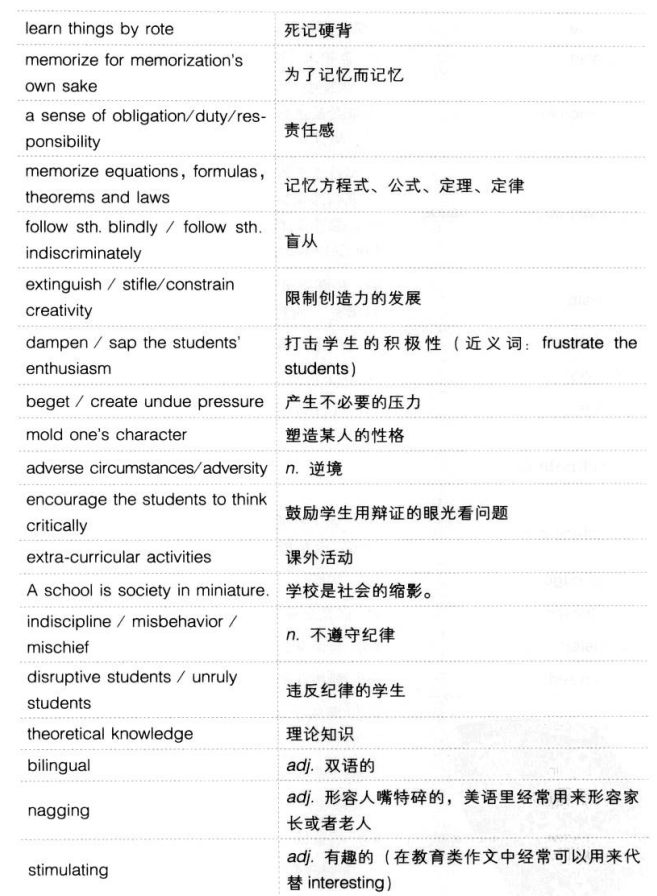 learn things by rote 死记硬背
memorize for memorization's
own sake
为了记忆而记忆
a sense of obligation/duty/res-
ponsibility
责任感
memorize equations, formulas,
theorems and laws
记忆方程式、公式、定理、定律
follow sth. blindly / follow sth.
indiscriminately
盲从
extinguish / stifle/constrain
creativity
限制创造力的发展
dampen / sap the students'
enthusiasm
打击学生的积极性（近义词: frustrate the
students）
beget / create undue pressure 产生不必要的压力
mold one's character 塑造某人的性格
adverse circumstances/adversity n. 逆境
encourage the students to think
critically
鼓励学生用辩证的眼光看问题
extra-curricular activities 课外活动
A school is society in miniature. 学校是社会的缩影。
indiscipline / misbehavior /
mischief
n. 不遵守纪律
disruptive students / unruly
students
违反纪律的学生
theoretical knowledge 理论知识
bilingual adj. 双语的
nagging
adj. 形容人嘴特碎的，美语里经常用来形容家
长或者老人
stimulating
adj. 有趣的（在教育类作文中经常可以用来代
替 interesting）